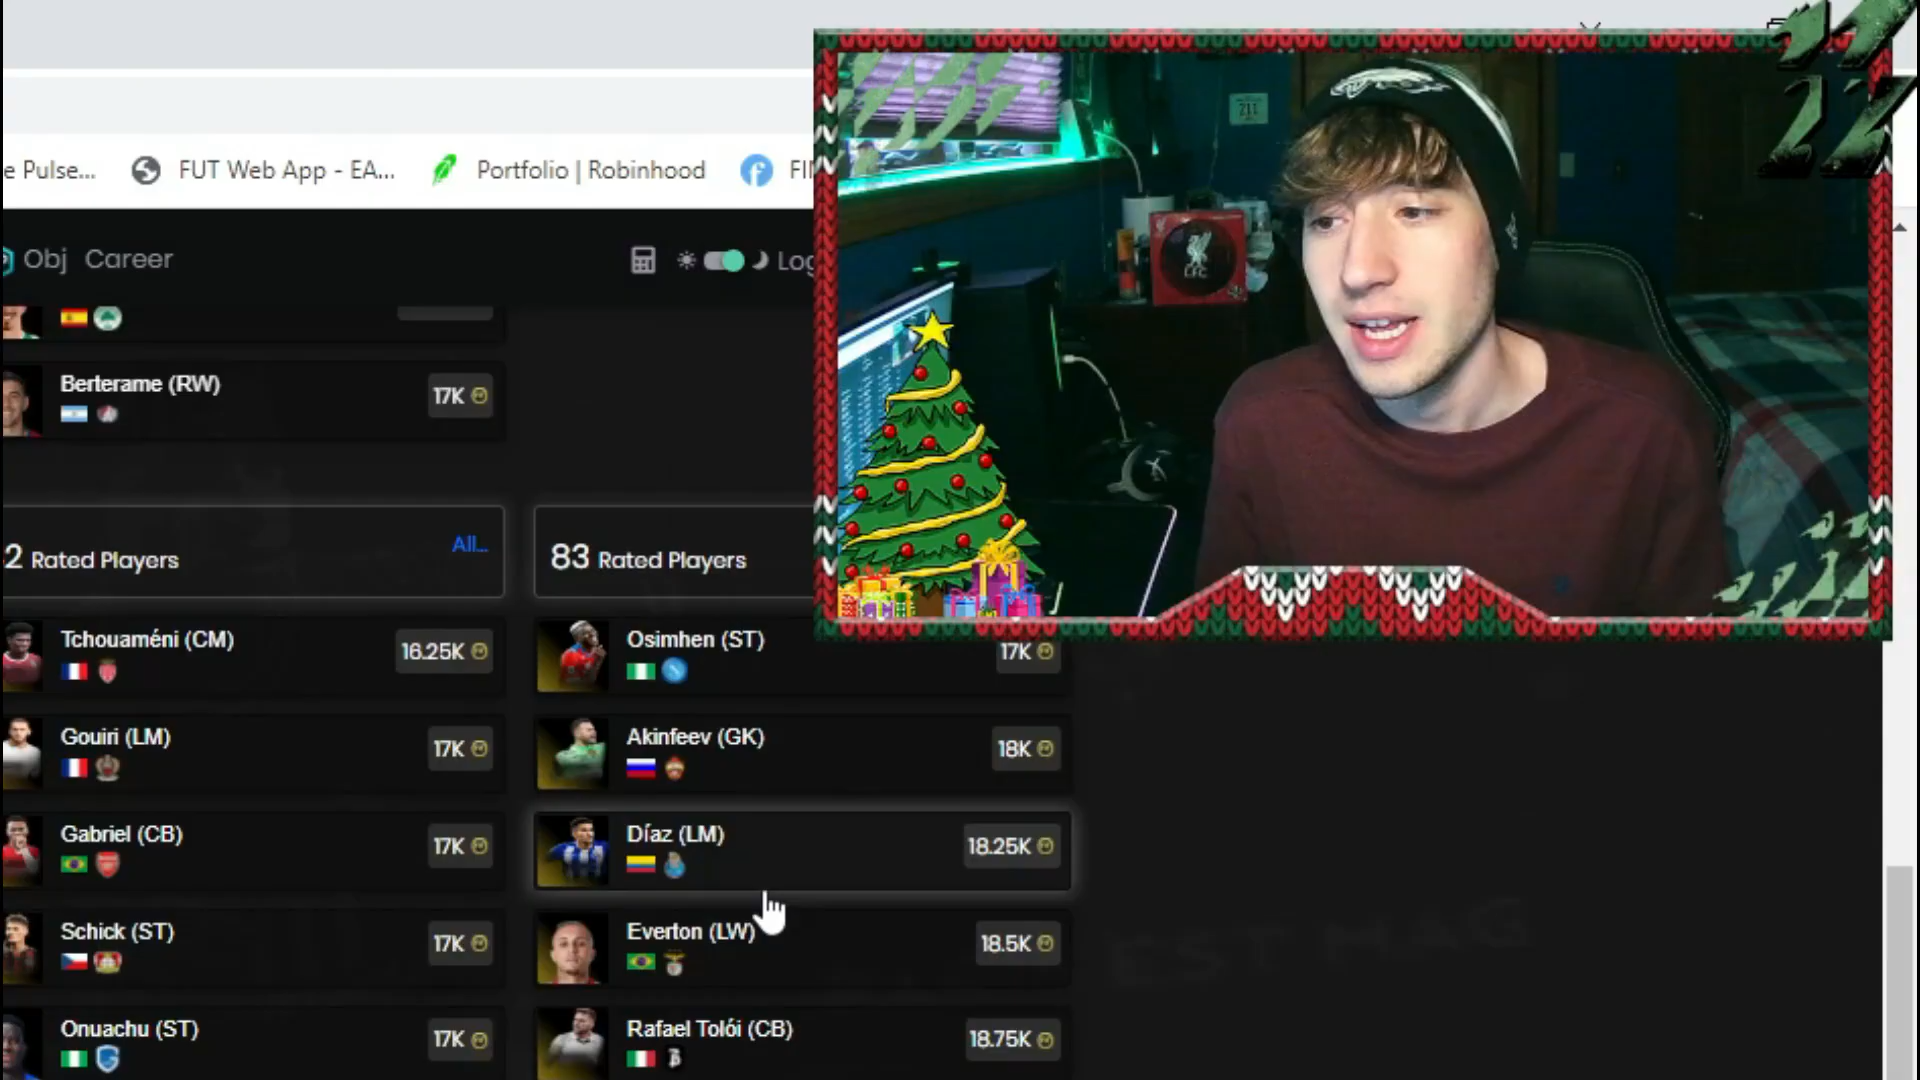 e Pulse...
FUT Web App - EA...
Portfolio | Robinhood
Obj Career
Berterame (RW)
17K
2 Rated Players
All...
83 Rated Players
Tchouaméni (CM)
16.25K
Osimhen (ST)
17K
Gouiri (LM)
17K
Akinfeev (GK)
18K
Gabriel (CB)
17K
Díaz (LM)
18.25K
Schick (ST)
17K
Everton (LW)
18.5K
Onuachu (ST)
17K
Rafael Tolói (CB)
18.75K
LFC